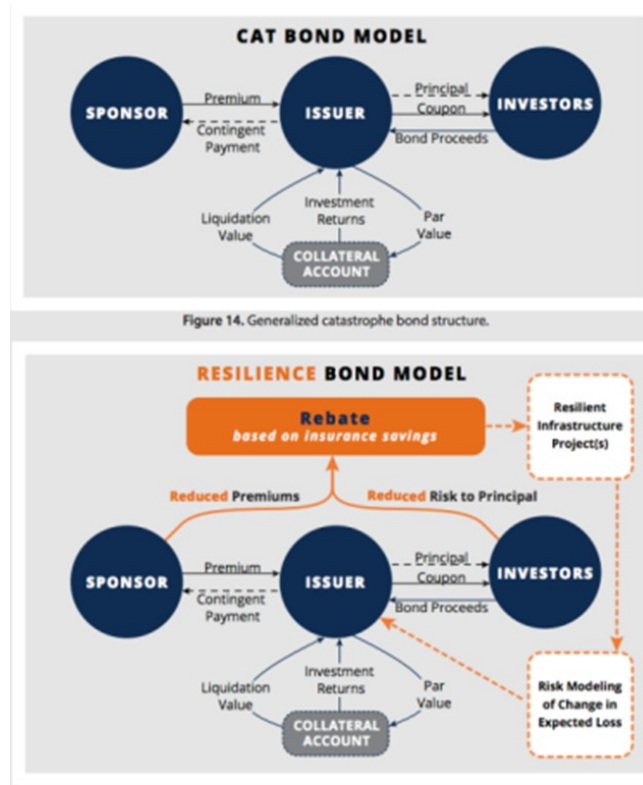 CAT BOND MODEL
SPONSOR
Premium
Contingent
Payment
ISSUER
Principal
Coupon
Bond Proceeds
INVESTORS
Liquidation
Value
Investment
Returns
Par
Value
COLLATERAL
ACCOUNT
Figure 14. Generalized catastrophe bond structure.
RESILIENCE BOND MODEL
Rebate
based on insurance savings
Resilient
Infrastructure
Project(s)
Reduced Premiums
Reduced Risk to Principal
SPONSOR
Premium
Contingent
Payment
ISSUER
Principal
Coupon
Bond Proceeds
INVESTORS
Liquidation
Value
Investment
Returns
Par
Value
COLLATERAL
ACCOUNT
Risk Modeling
of Change in
Expected Loss